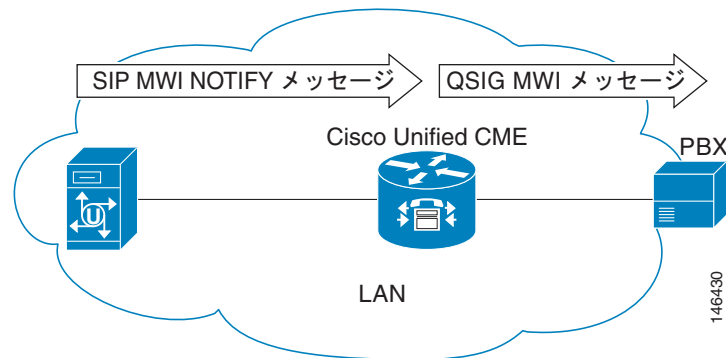 SIP MWI NOTIFY メッセージ
QSIG MWI メッセージ
Cisco Unified CME
PBX
U
LAN
146430